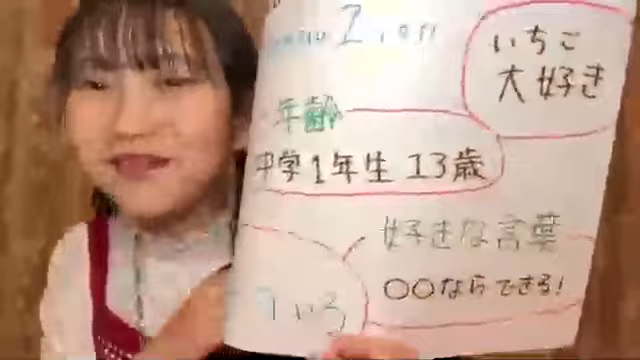 いちご
大好き
年齢
中学1年生 13歳
好きな言葉
○○ならできる!